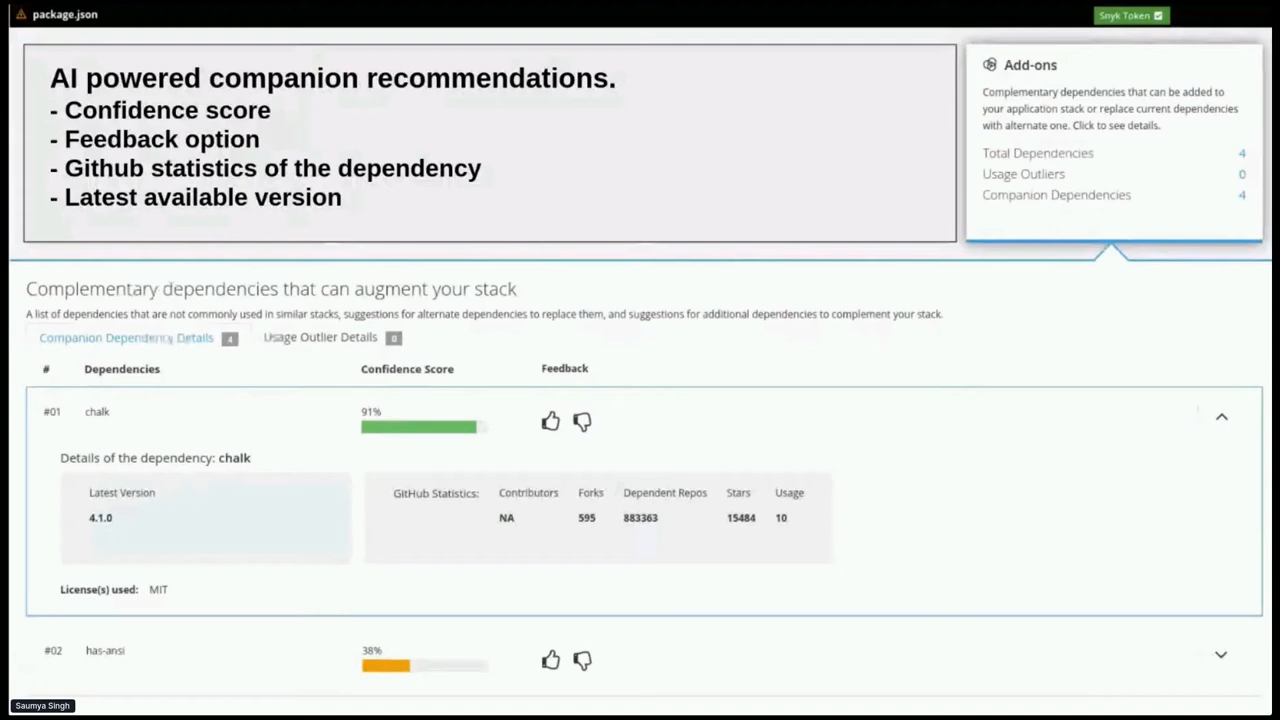 package.json
Snyk Token
AI powered companion recommendations.
- Confidence score
- Feedback option
- Github statistics of the dependency
- Latest available version
Add-ons
Complementary dependencies that can be added to
your application stack or replace current dependencies
with alternate one. Click to see details.
Total Dependencies 4
Usage Outliers 0
Companion Dependencies 4
Complementary dependencies that can augment your stack
A list of dependencies that are not commonly used in similar stacks, suggestions for alternate dependencies to replace them, and suggestions for additional dependencies to complement your stack.
Companion Dependency Details 4 Usage Outlier Details 0
# Dependencies Confidence Score Feedback
#01 chalk 91%
Details of the dependency: chalk
Latest Version GitHub Statistics: Contributors Forks Dependent Repos Stars Usage
4.1.0 NA 595 883363 15484 10
License(s) used: MIT
#02 has-ansi 38%
Saumya Singh